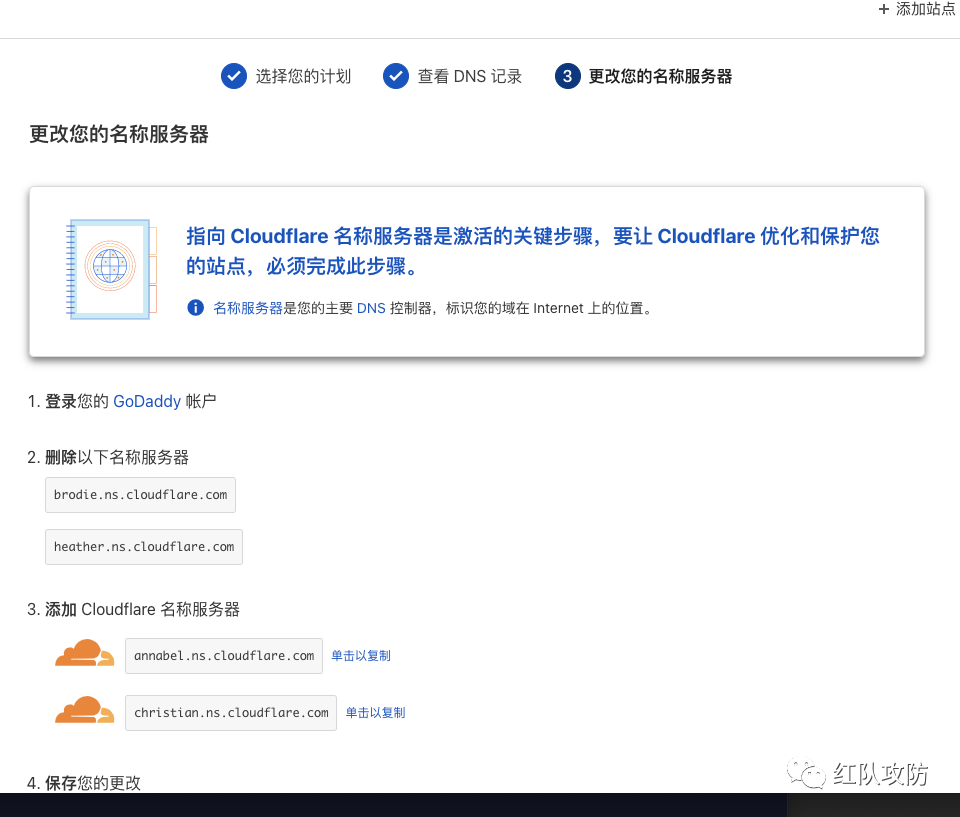 + 添加站点
选择您的计划 查看 DNS 记录 3 更改您的名称服务器
更改您的名称服务器
指向 Cloudflare 名称服务器是激活的关键步骤，要让 Cloudflare 优化和保护您
的站点，必须完成此步骤。
名称服务器是您的主要 DNS 控制器，标识您的域在 Internet 上的位置。
1. 登录您的 GoDaddy 帐户
2. 删除以下名称服务器
brodie.ns.cloudflare.com
heather.ns.cloudflare.com
3. 添加 Cloudflare 名称服务器
annabel.ns.cloudflare.com 单击以复制
christian.ns.cloudflare.com 单击以复制
4. 保存您的更改
红队攻防